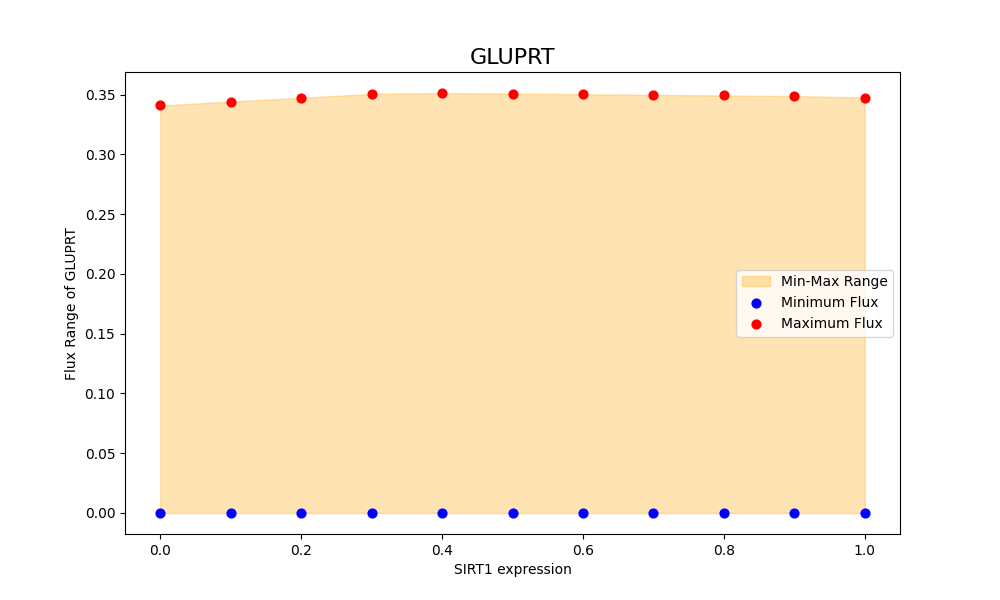 GLUPRT
Flux Range of GLUPRT
0.35
0.30
0.25
0.20
0.15
0.10
0.05
0.00
Min-Max Range
Minimum Flux
Maximum Flux
0.0 0.2 0.4 0.6 0.8 1.0
SIRT1 expression